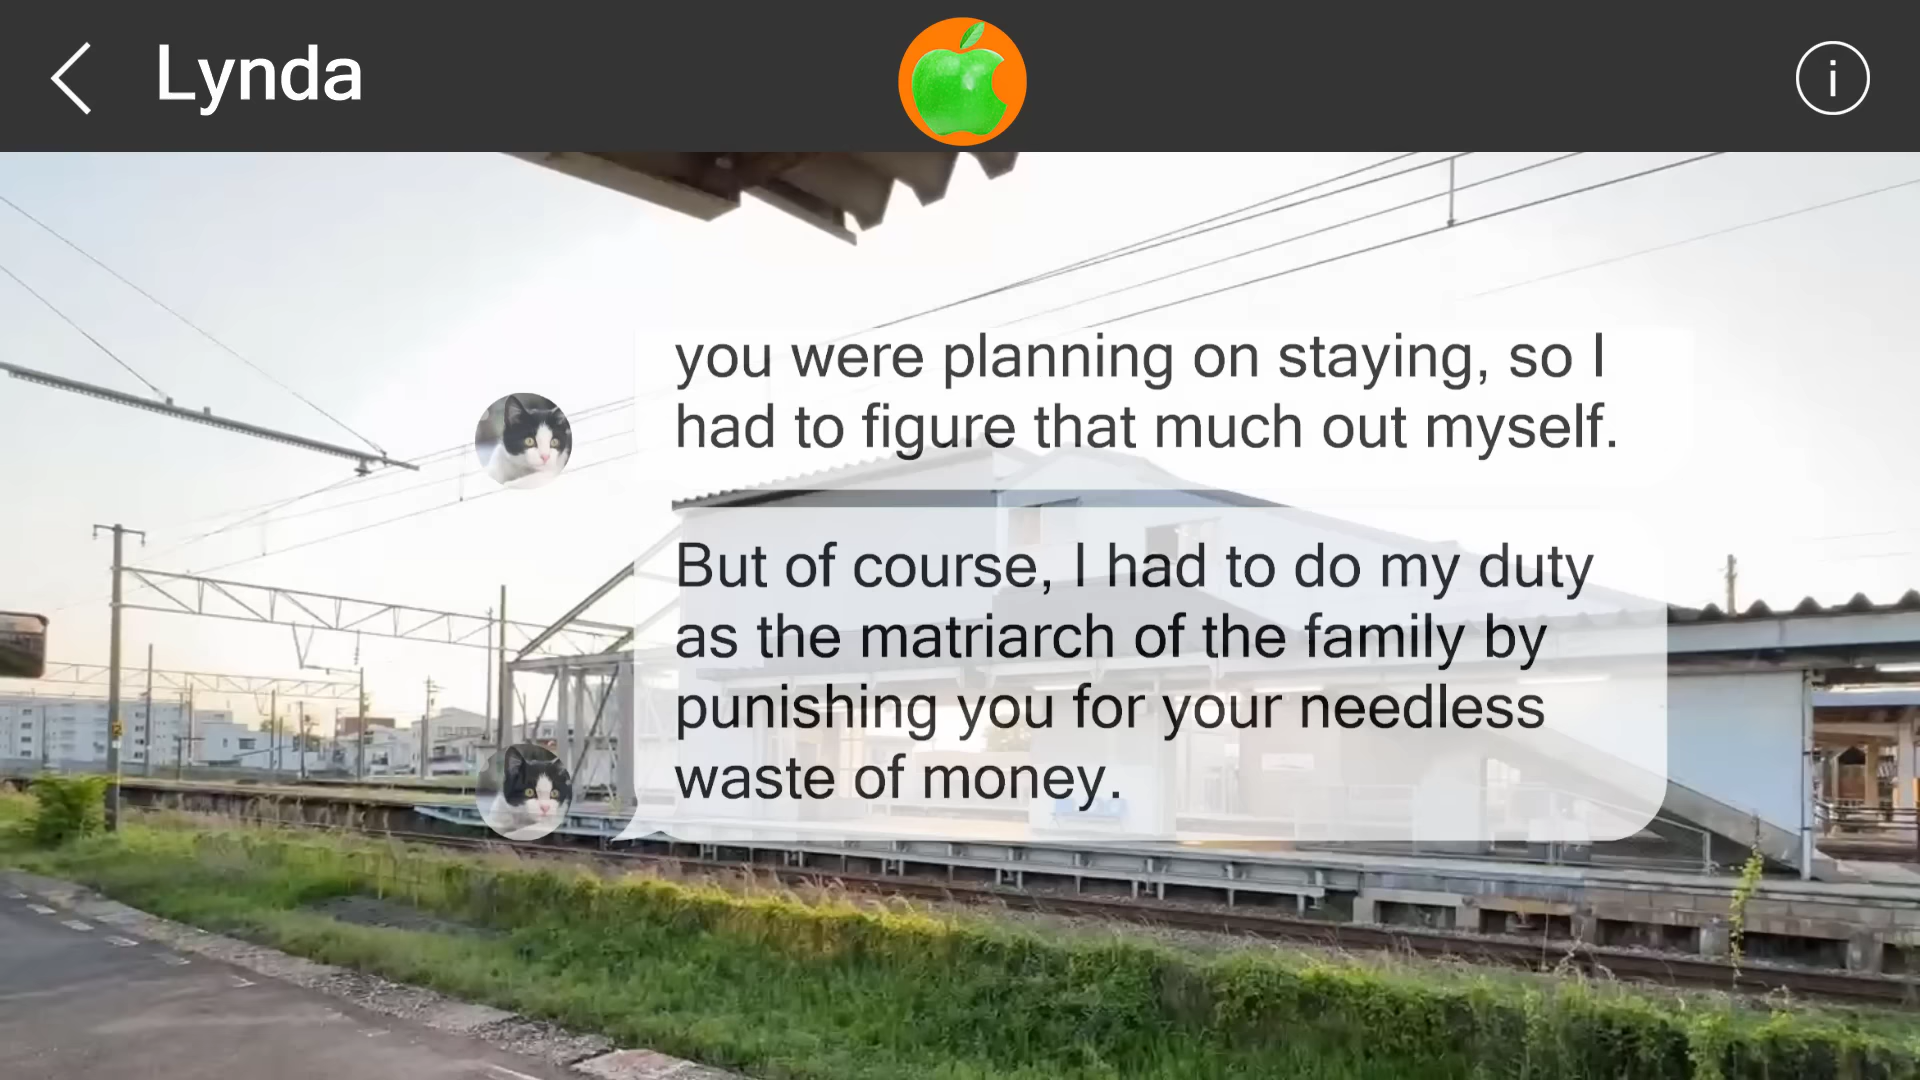 Lynda
you were planning on staying, so I
had to figure that much out myself.
But of course, I had to do my duty
as the matriarch of the family by
punishing you for your needless
waste of money.